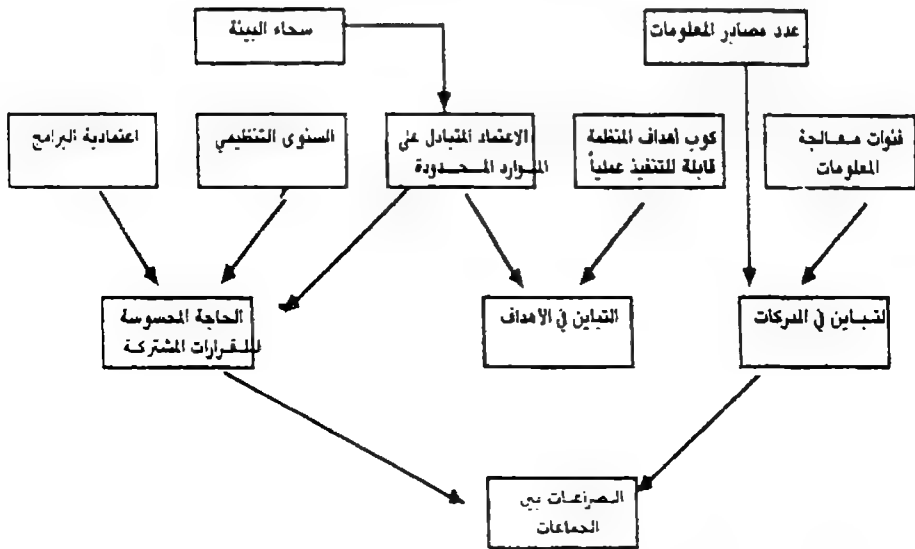 عدد مصادر المعلومات
سخاء البيئة
قنوات معالجة
المعلومات
كون أهداف المنظمة
قابلة للتنفيذ عملياً
الاعتماد المتبادل على
الموارد المحدودة
المستوى التنظيمي
اعتمادية البرامج
التباين في المدركات
التباين في الأهداف
الحاجة المحسوسة
للقرارات المشتركة
الصراعات بين
الجماعات